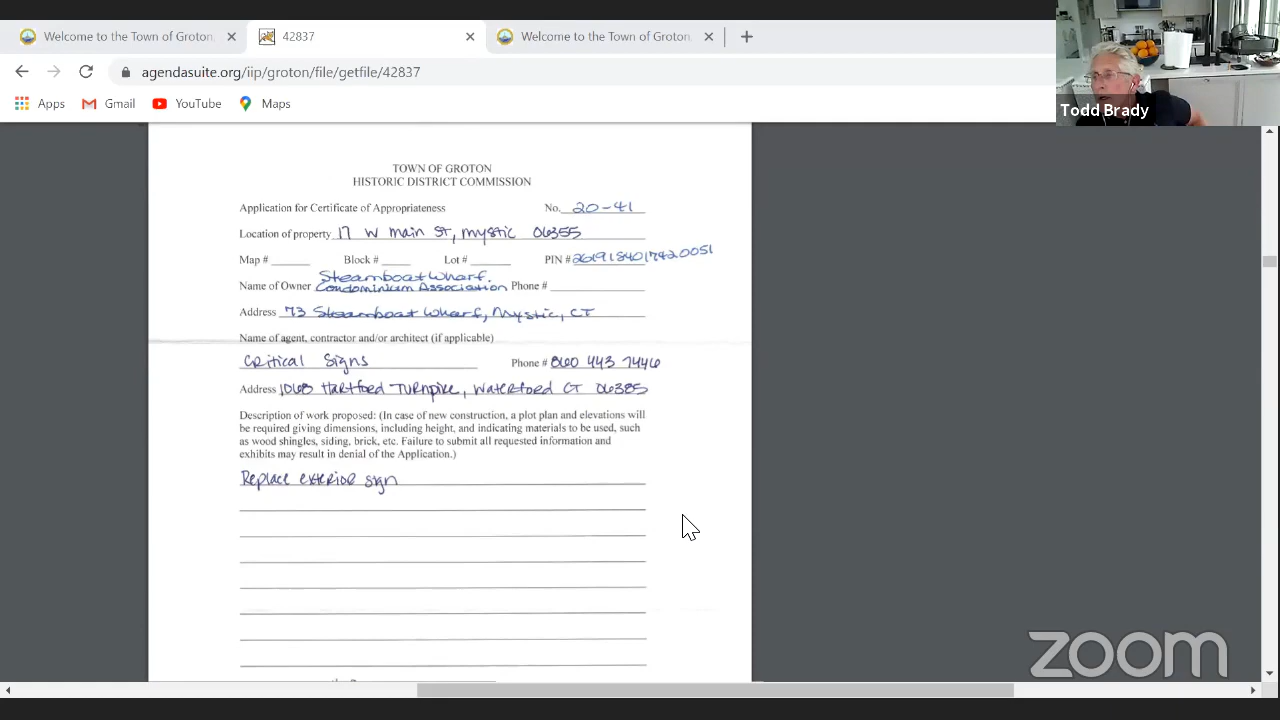 Welcome to the Town of Groton,
42837
Welcome to the Town of Groton,
agendasuite.org/iip/groton/file/getfile/42837
Apps
Gmail
YouTube
Maps
Todd Brady
TOWN OF GROTON
HISTORIC DISTRICT COMMISSION
Application for Certificate of Appropriateness No. 20-41
Location of property 17 W main St, mystic 06355
Map # Block # Lot # PIN # 261918401742 0051
Name of Owner Steamboat Wharf Condominium Association Phone #
Address 73 Steamboat Wharf, Mystic, CT
Name of agent, contractor and/or architect (if applicable)
Critical Signs Phone # 860 443 7446
Address 1068 Hartford Turnpike, Waterford CT 06385
Description of work proposed: (In case of new construction, a plot plan and elevations will
be required giving dimensions, including height, and indicating materials to be used, such
as wood shingles, siding, brick, etc. Failure to submit all requested information and
exhibits may result in denial of the Application.)
Replace exterior sign
zoom